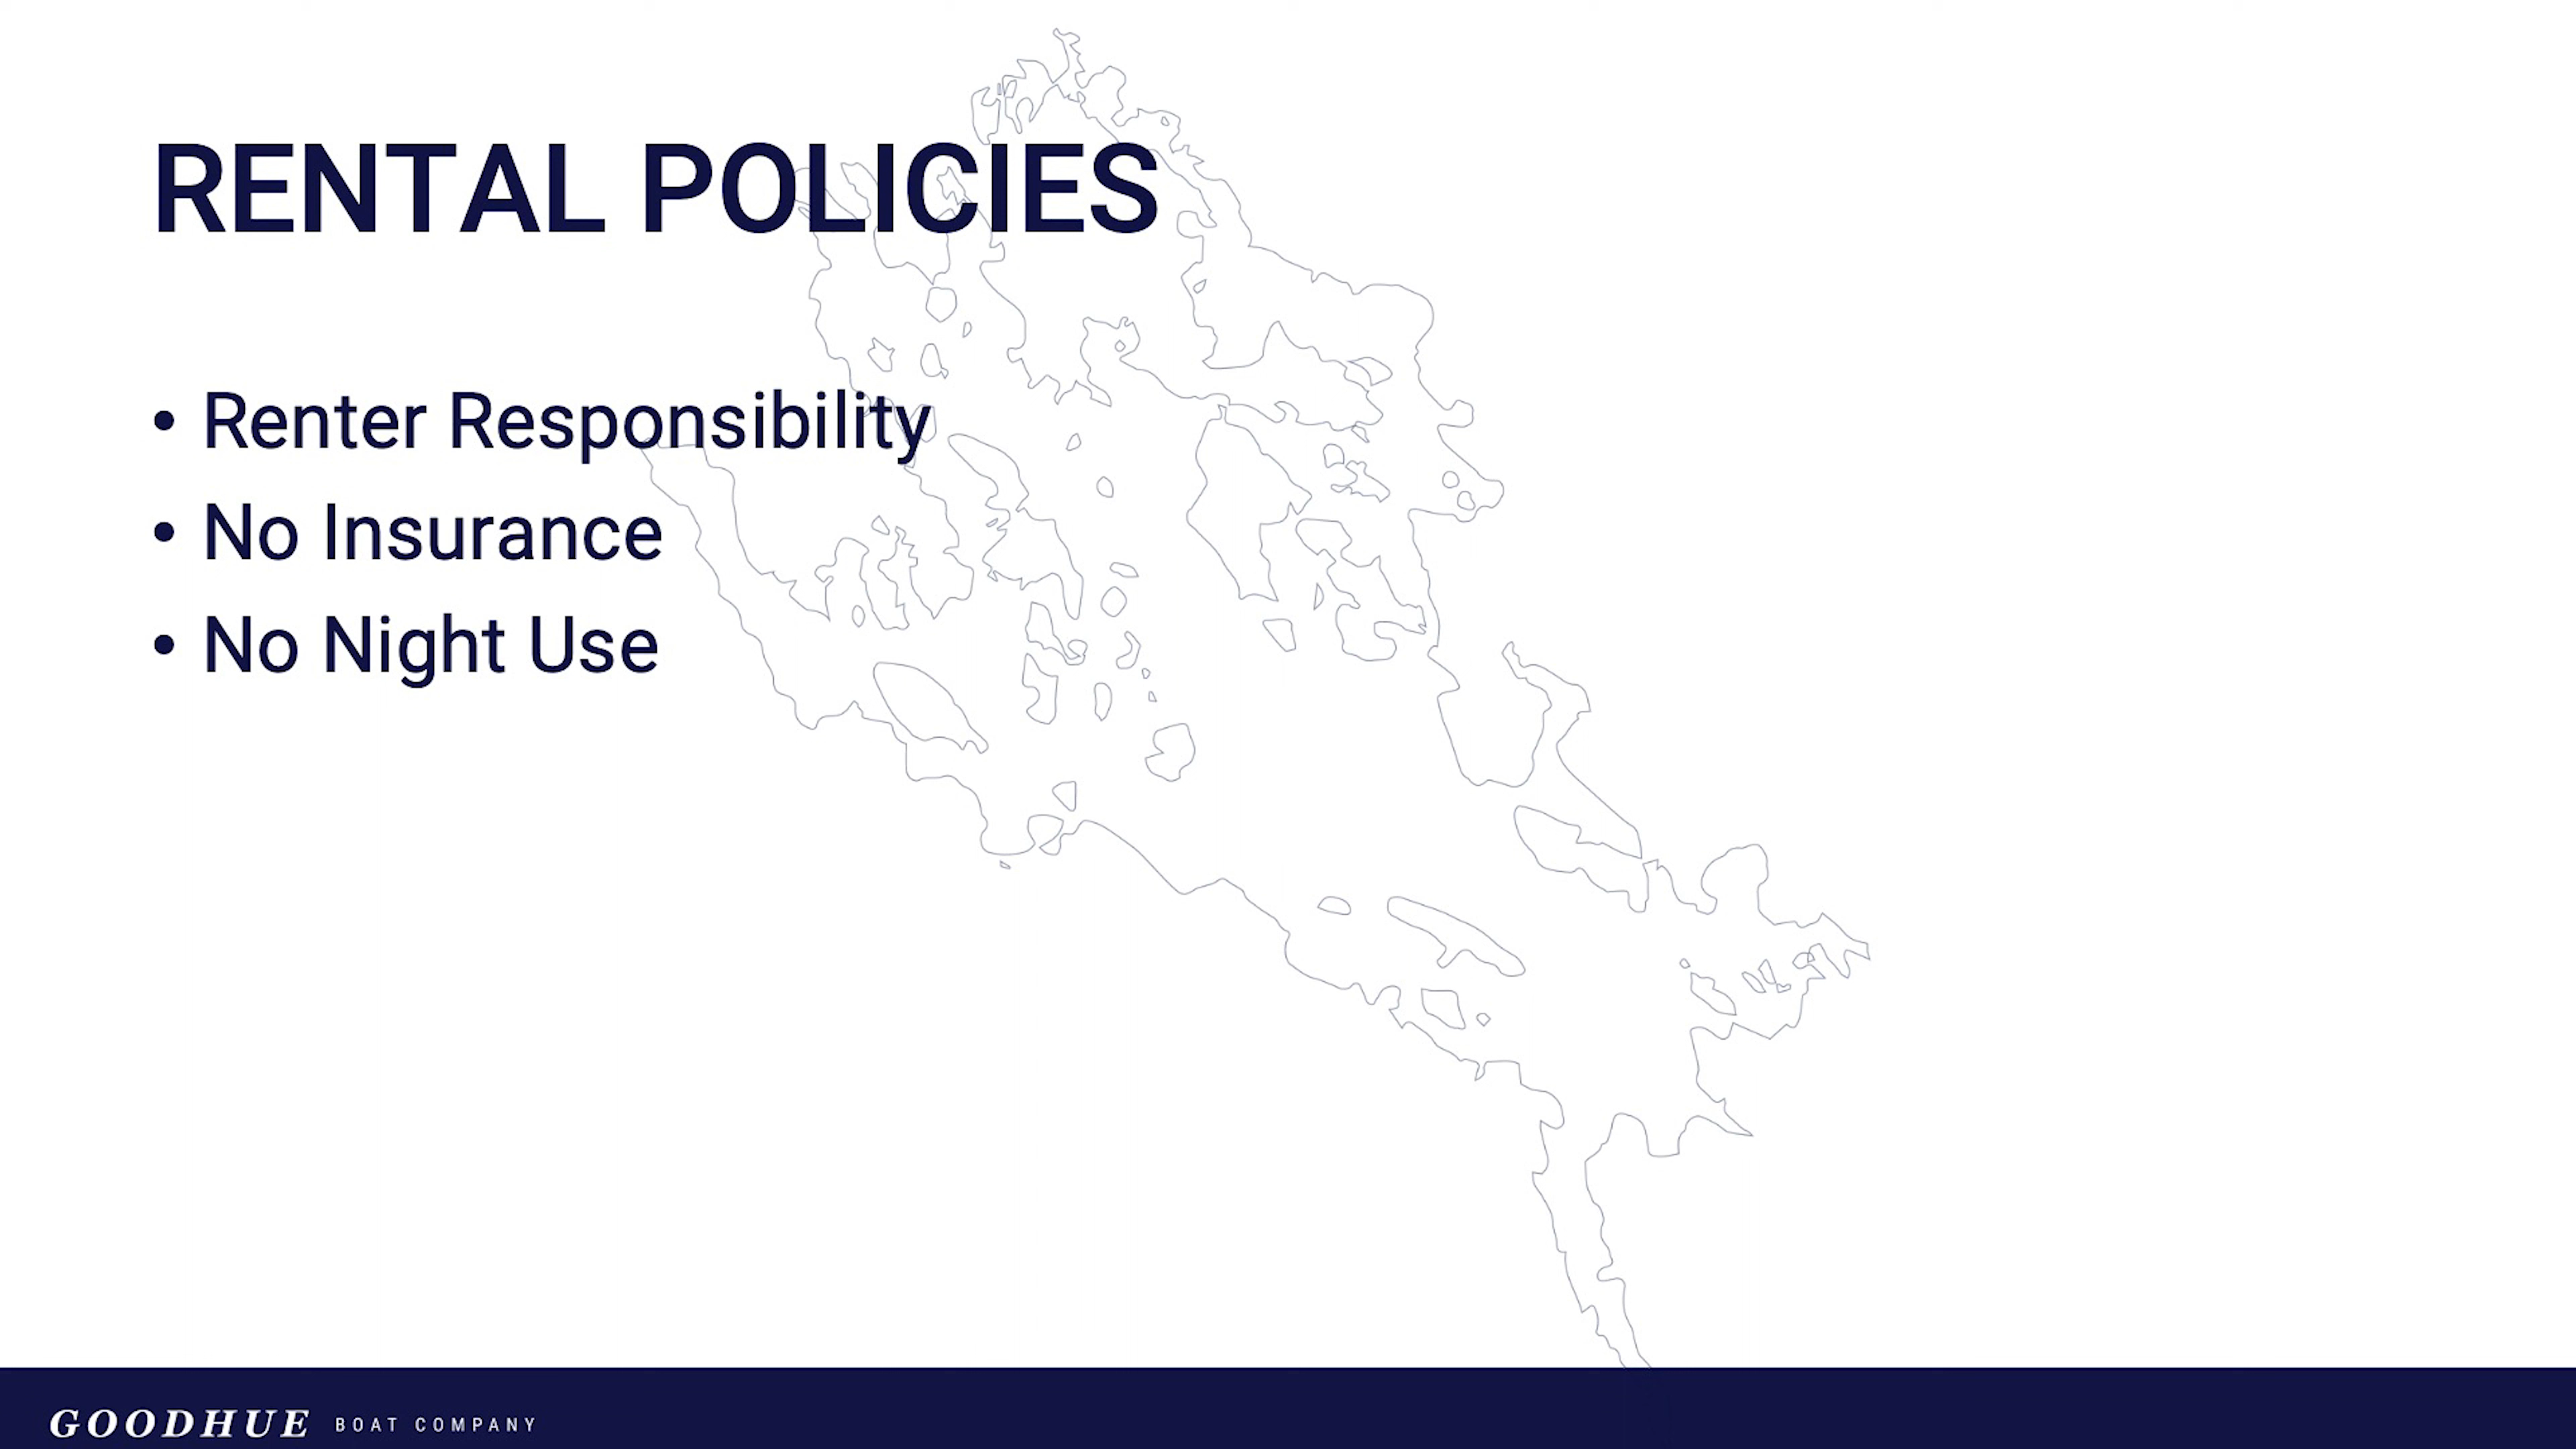 RENTAL POLICIES
• Renter Responsibility
• No Insurance
• No Night Use
GOODHUE BOAT COMPANY